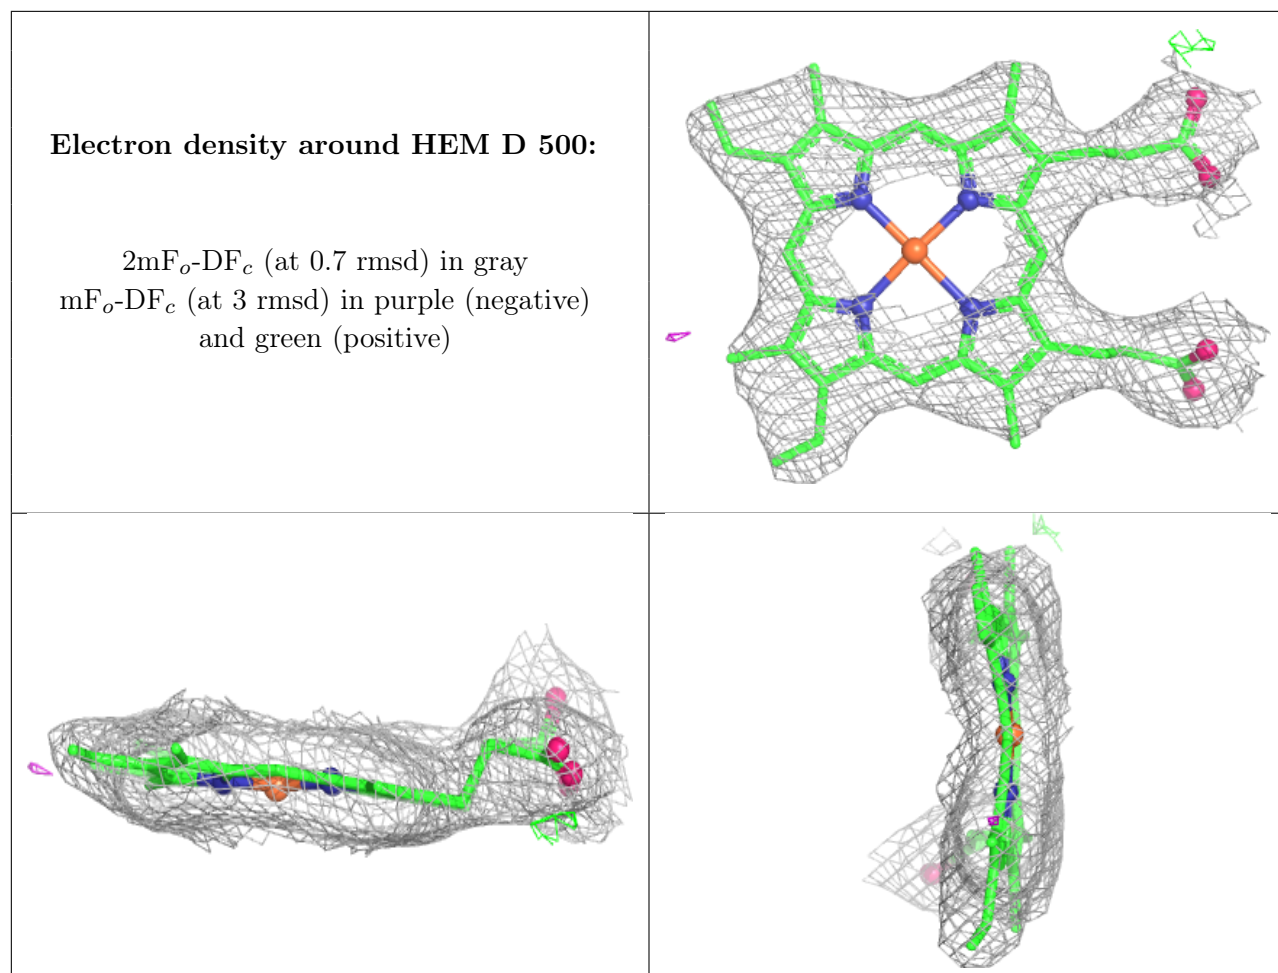 Electron density around HEM D 500:
2mFₒ-DF𝒸 (at 0.7 rmsd) in gray
mFₒ-DF𝒸 (at 3 rmsd) in purple (negative)
and green (positive)